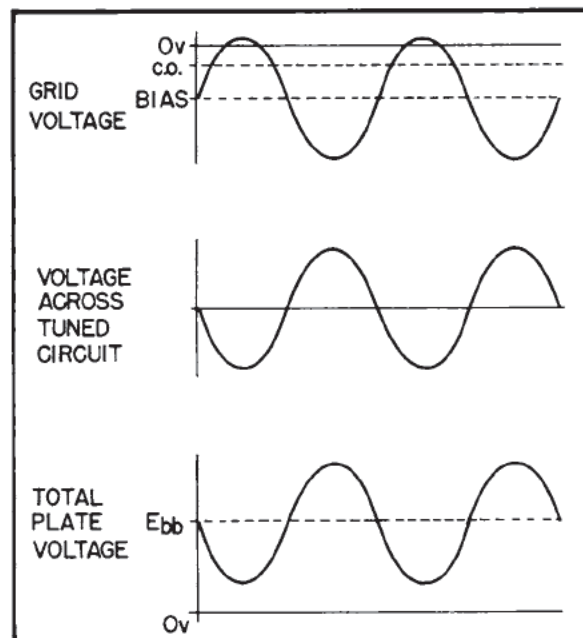 Ov
c.o.
BIAS
GRID
VOLTAGE
VOLTAGE
ACROSS
TUNED
CIRCUIT
TOTAL
PLATE
VOLTAGE
Ebb
Ov